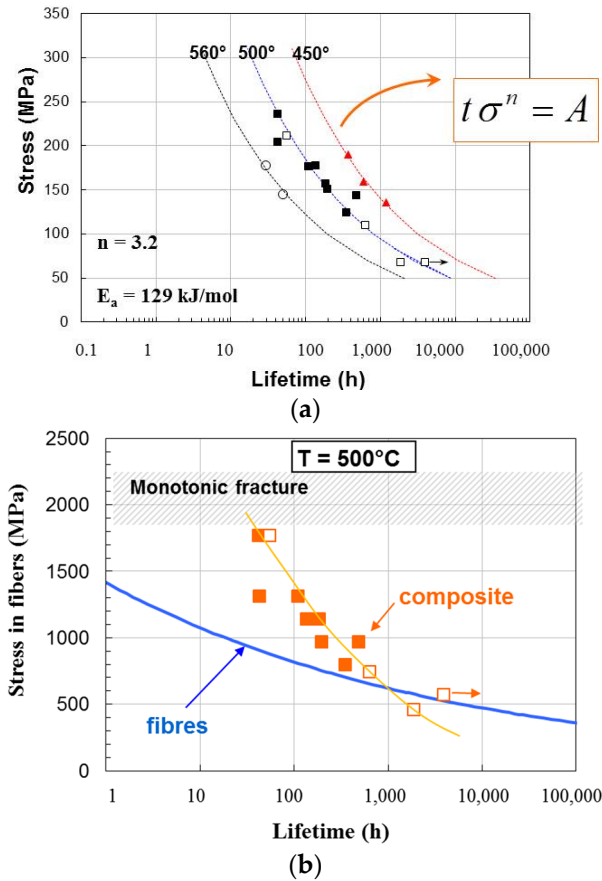 (a)
560° 500° 450°
t σⁿ = A
350
300
250
200
150
100
50
0
Stress (MPa)
n = 3.2
Eₐ = 129 kJ/mol
0.1 1 10 100 1,000 10,000 100,000
Lifetime (h)
(a)
T = 500°C
Monotonic fracture
composite
fibres
2500
2000
1500
1000
500
0
Stress in fibers (MPa)
1 10 100 1,000 10,000 100,000
Lifetime (h)
(b)